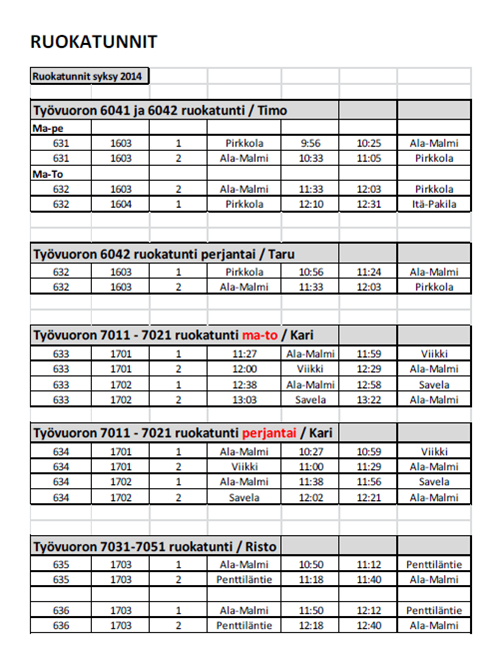 RUOKATUNNIT
Ruokatunnit syksy 2014
Työvuoron 6041 ja 6042 ruokatunti / Timo
Ma-pe
631 1603 1 Pirkkola 9:56 10:25 Ala-Malmi
631 1603 2 Ala-Malmi 10:33 11:05 Pirkkola
Ma-To
632 1603 2 Ala-Malmi 11:33 12:03 Pirkkola
632 1604 1 Pirkkola 12:10 12:31 Itä-Pakila
Työvuoron 6042 ruokatunti perjantai / Taru
632 1603 1 Pirkkola 10:56 11:24 Ala-Malmi
632 1603 2 Ala-Malmi 11:33 12:03 Pirkkola
Työvuoron 7011 - 7021 ruokatunti ma-to / Kari
633 1701 1 11:27 Ala-Malmi 11:59 Viikki
633 1701 2 12:00 Viikki 12:29 Ala-Malmi
633 1702 1 12:38 Ala-Malmi 12:58 Savela
633 1702 2 13:03 Savela 13:22 Ala-Malmi
Työvuoron 7011 - 7021 ruokatunti perjantai / Kari
634 1701 1 Ala-Malmi 10:27 10:59 Viikki
634 1701 2 Viikki 11:00 11:29 Ala-Malmi
634 1702 1 Ala-Malmi 11:38 11:56 Savela
634 1702 2 Savela 12:02 12:21 Ala-Malmi
Työvuoron 7031-7051 ruokatunti / Risto
635 1703 1 Ala-Malmi 10:50 11:12 Penttiläntie
635 1703 2 Penttiläntie 11:18 11:40 Ala-Malmi
636 1703 1 Ala-Malmi 11:50 12:12 Penttiläntie
636 1703 2 Penttiläntie 12:18 12:40 Ala-Malmi